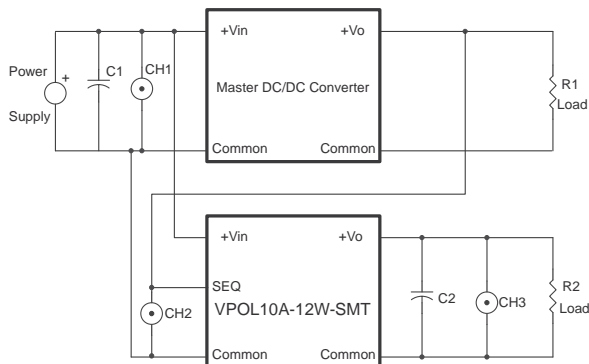 +Vin
+Vo
Power
+
Supply
C1
CH1
Master DC/DC Converter
R1
Load
Common
Common
+Vin
+Vo
SEQ
CH2
VPOL10A-12W-SMT
C2
CH3
R2
Load
Common
Common